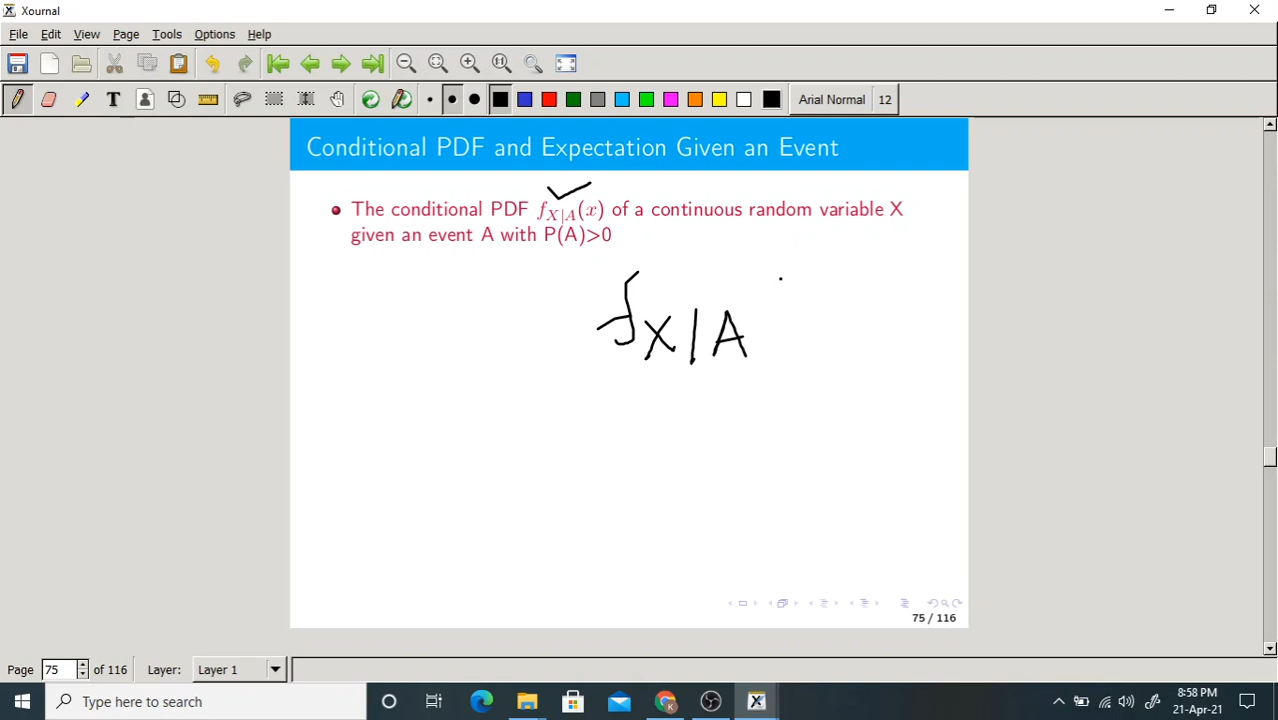 Xournal
File Edit View Page Tools Options Help
Arial Normal 12
Conditional PDF and Expectation Given an Event
The conditional PDF f_{X|A}(x) of a continuous random variable X
given an event A with P(A)>0
f_{X|A}
75 / 116
Page 75 of 116 Layer: Layer 1
Type here to search
8:58 PM
21-Apr-21